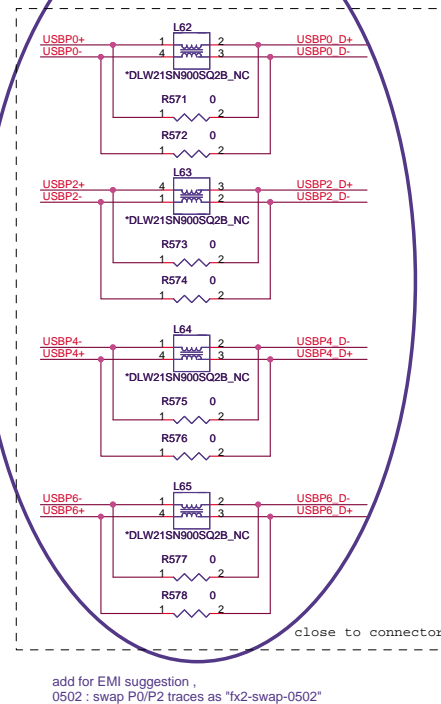 L62
USBP0+ 1 2 USBP0_D+
USBP0- 4 3 USBP0_D-
*DLW21SN900SQ2B_NC
R571 0
1 2
R572 0
1 2
L63
USBP2+ 4 3 USBP2_D+
USBP2- 1 2 USBP2_D-
*DLW21SN900SQ2B_NC
R573 0
1 2
R574 0
1 2
L64
USBP4- 1 2 USBP4_D-
USBP4+ 4 3 USBP4_D+
*DLW21SN900SQ2B_NC
R575 0
1 2
R576 0
1 2
L65
USBP6- 1 2 USBP6_D-
USBP6+ 4 3 USBP6_D+
*DLW21SN900SQ2B_NC
R577 0
1 2
R578 0
1 2
close to connector
add for EMI suggestion ,
0502 : swap P0/P2 traces as "fx2-swap-0502"